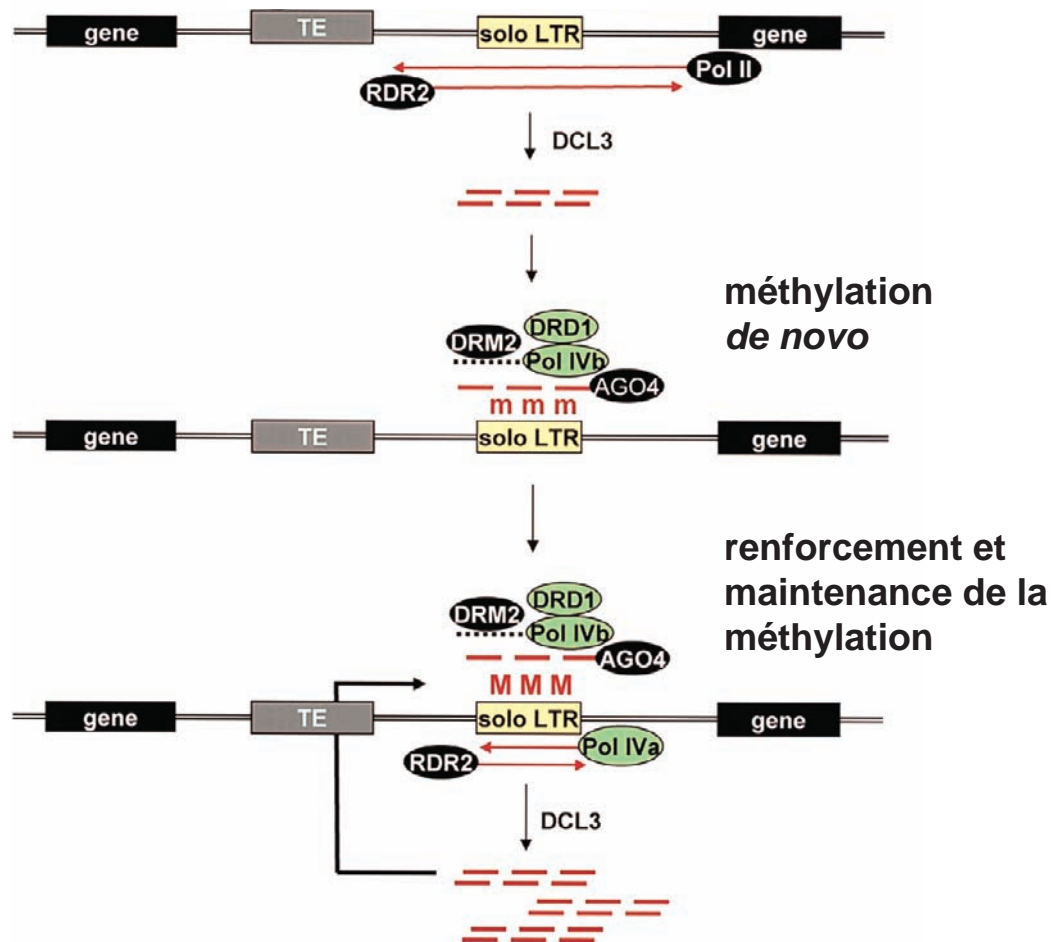 gene TE solo LTR gene
Pol II
RDR2
DCL3
méthylation
de novo
DRD1
DRM2
Pol IVb
AGO4
m m m
gene TE solo LTR gene
renforcement et
maintenance de la
méthylation
DRD1
DRM2
Pol IVb
AGO4
M M M
gene TE solo LTR gene
Pol IVa
RDR2
DCL3